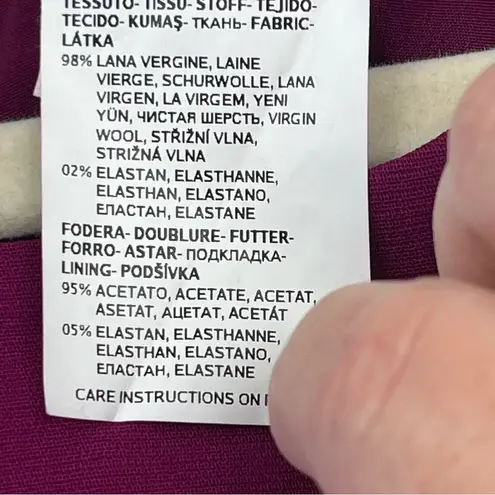 TESSUTO- TISSU- STOFF- TEJIDO-
TECIDO- KUMAŞ- ТКАНЬ- FABRIC-
LÁTKA
98% LANA VERGINE, LAINE
VIERGE, SCHURWOLLE, LANA
VIRGEN, LA VIRGEM, YENI
YÜN, ЧИСТАЯ ШЕРСТЬ, VIRGIN
WOOL, STŘIŽNÍ VLNA,
STRIŽNÁ VLNA
02% ELASTAN, ELASTHANNE,
ELASTHAN, ELASTANO,
ЕЛАСТАН, ELASTANE
FODERA- DOUBLURE- FUTTER-
FORRO- ASTAR- ПОДКЛАДКА-
LINING- PODŠÍVKA
95% ACETATO, ACETATE, ACETAT,
ASETAT, АЦЕТАТ, ACETÁT
05% ELASTAN, ELASTHANNE,
ELASTHAN, ELASTANO,
ЕЛАСТАН, ELASTANE
CARE INSTRUCTIONS ON